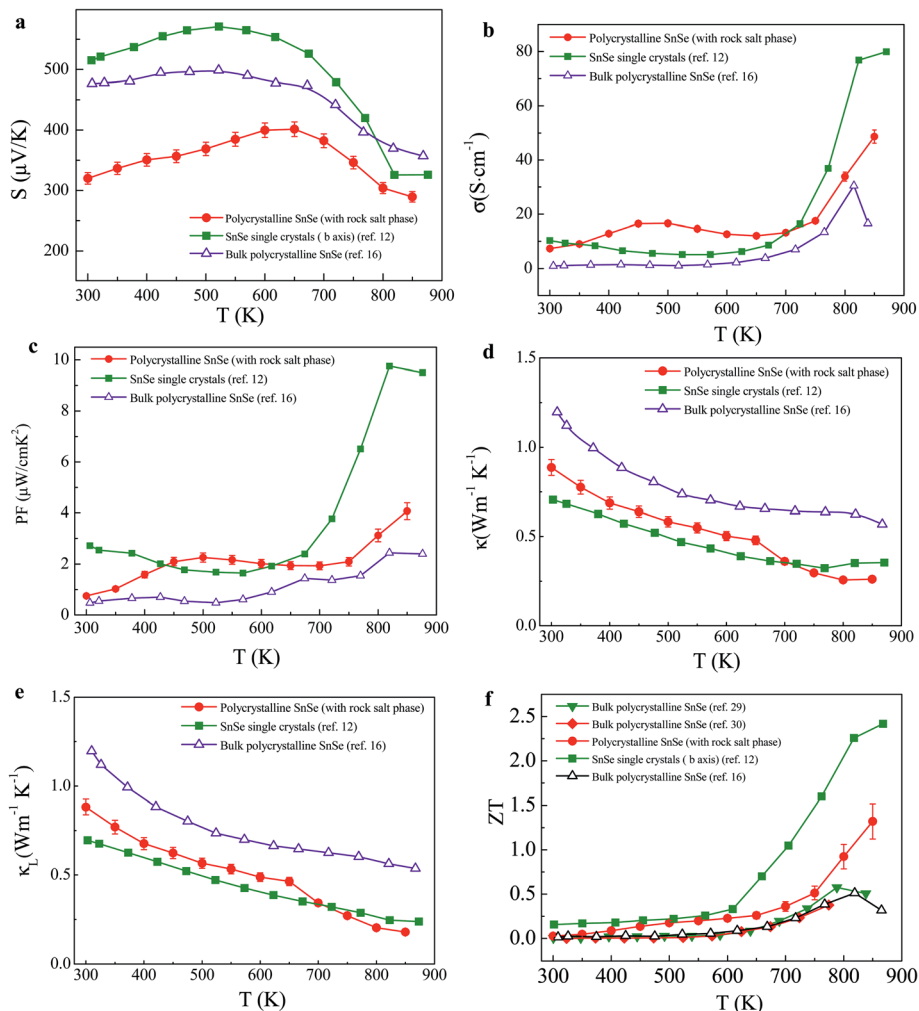 a
S (µV/K)
500
400
300
200
Polycrystalline SnSe (with rock salt phase)
SnSe single crystals ( b axis) (ref. 12)
Bulk polycrystalline SnSe (ref. 16)
300 400 500 600 700 800 900
T (K)
b
σ(S·cm⁻¹)
80
60
40
20
0
Polycrystalline SnSe (with rock salt phase)
SnSe single crystals (ref. 12)
Bulk polycrystalline SnSe (ref. 16)
300 400 500 600 700 800 900
T (K)
c
PF (µW/cmK²)
10
8
6
4
2
0
Polycrystalline SnSe (with rock salt phase)
SnSe single crystals (ref. 12)
Bulk polycrystalline SnSe (ref. 16)
300 400 500 600 700 800 900
T (K)
d
κ(Wm⁻¹ K⁻¹)
1.5
1.0
0.5
0.0
Polycrystalline SnSe (with rock salt phase)
SnSe single crystals (ref. 12)
Bulk polycrystalline SnSe (ref. 16)
300 400 500 600 700 800 900
T (K)
e
κL(Wm⁻¹ K⁻¹)
1.5
1.0
0.5
0.0
Polycrystalline SnSe (with rock salt phase)
SnSe single crystals (ref. 12)
Bulk polycrystalline SnSe (ref. 16)
300 400 500 600 700 800 900
T (K)
f
ZT
2.5
2.0
1.5
1.0
0.5
0.0
Bulk polycrystalline SnSe (ref. 29)
Bulk polycrystalline SnSe (ref. 30)
Polycrystalline SnSe (with rock salt phase)
SnSe single crystals ( b axis) (ref. 12)
Bulk polycrystalline SnSe (ref. 16)
300 400 500 600 700 800 900
T (K)